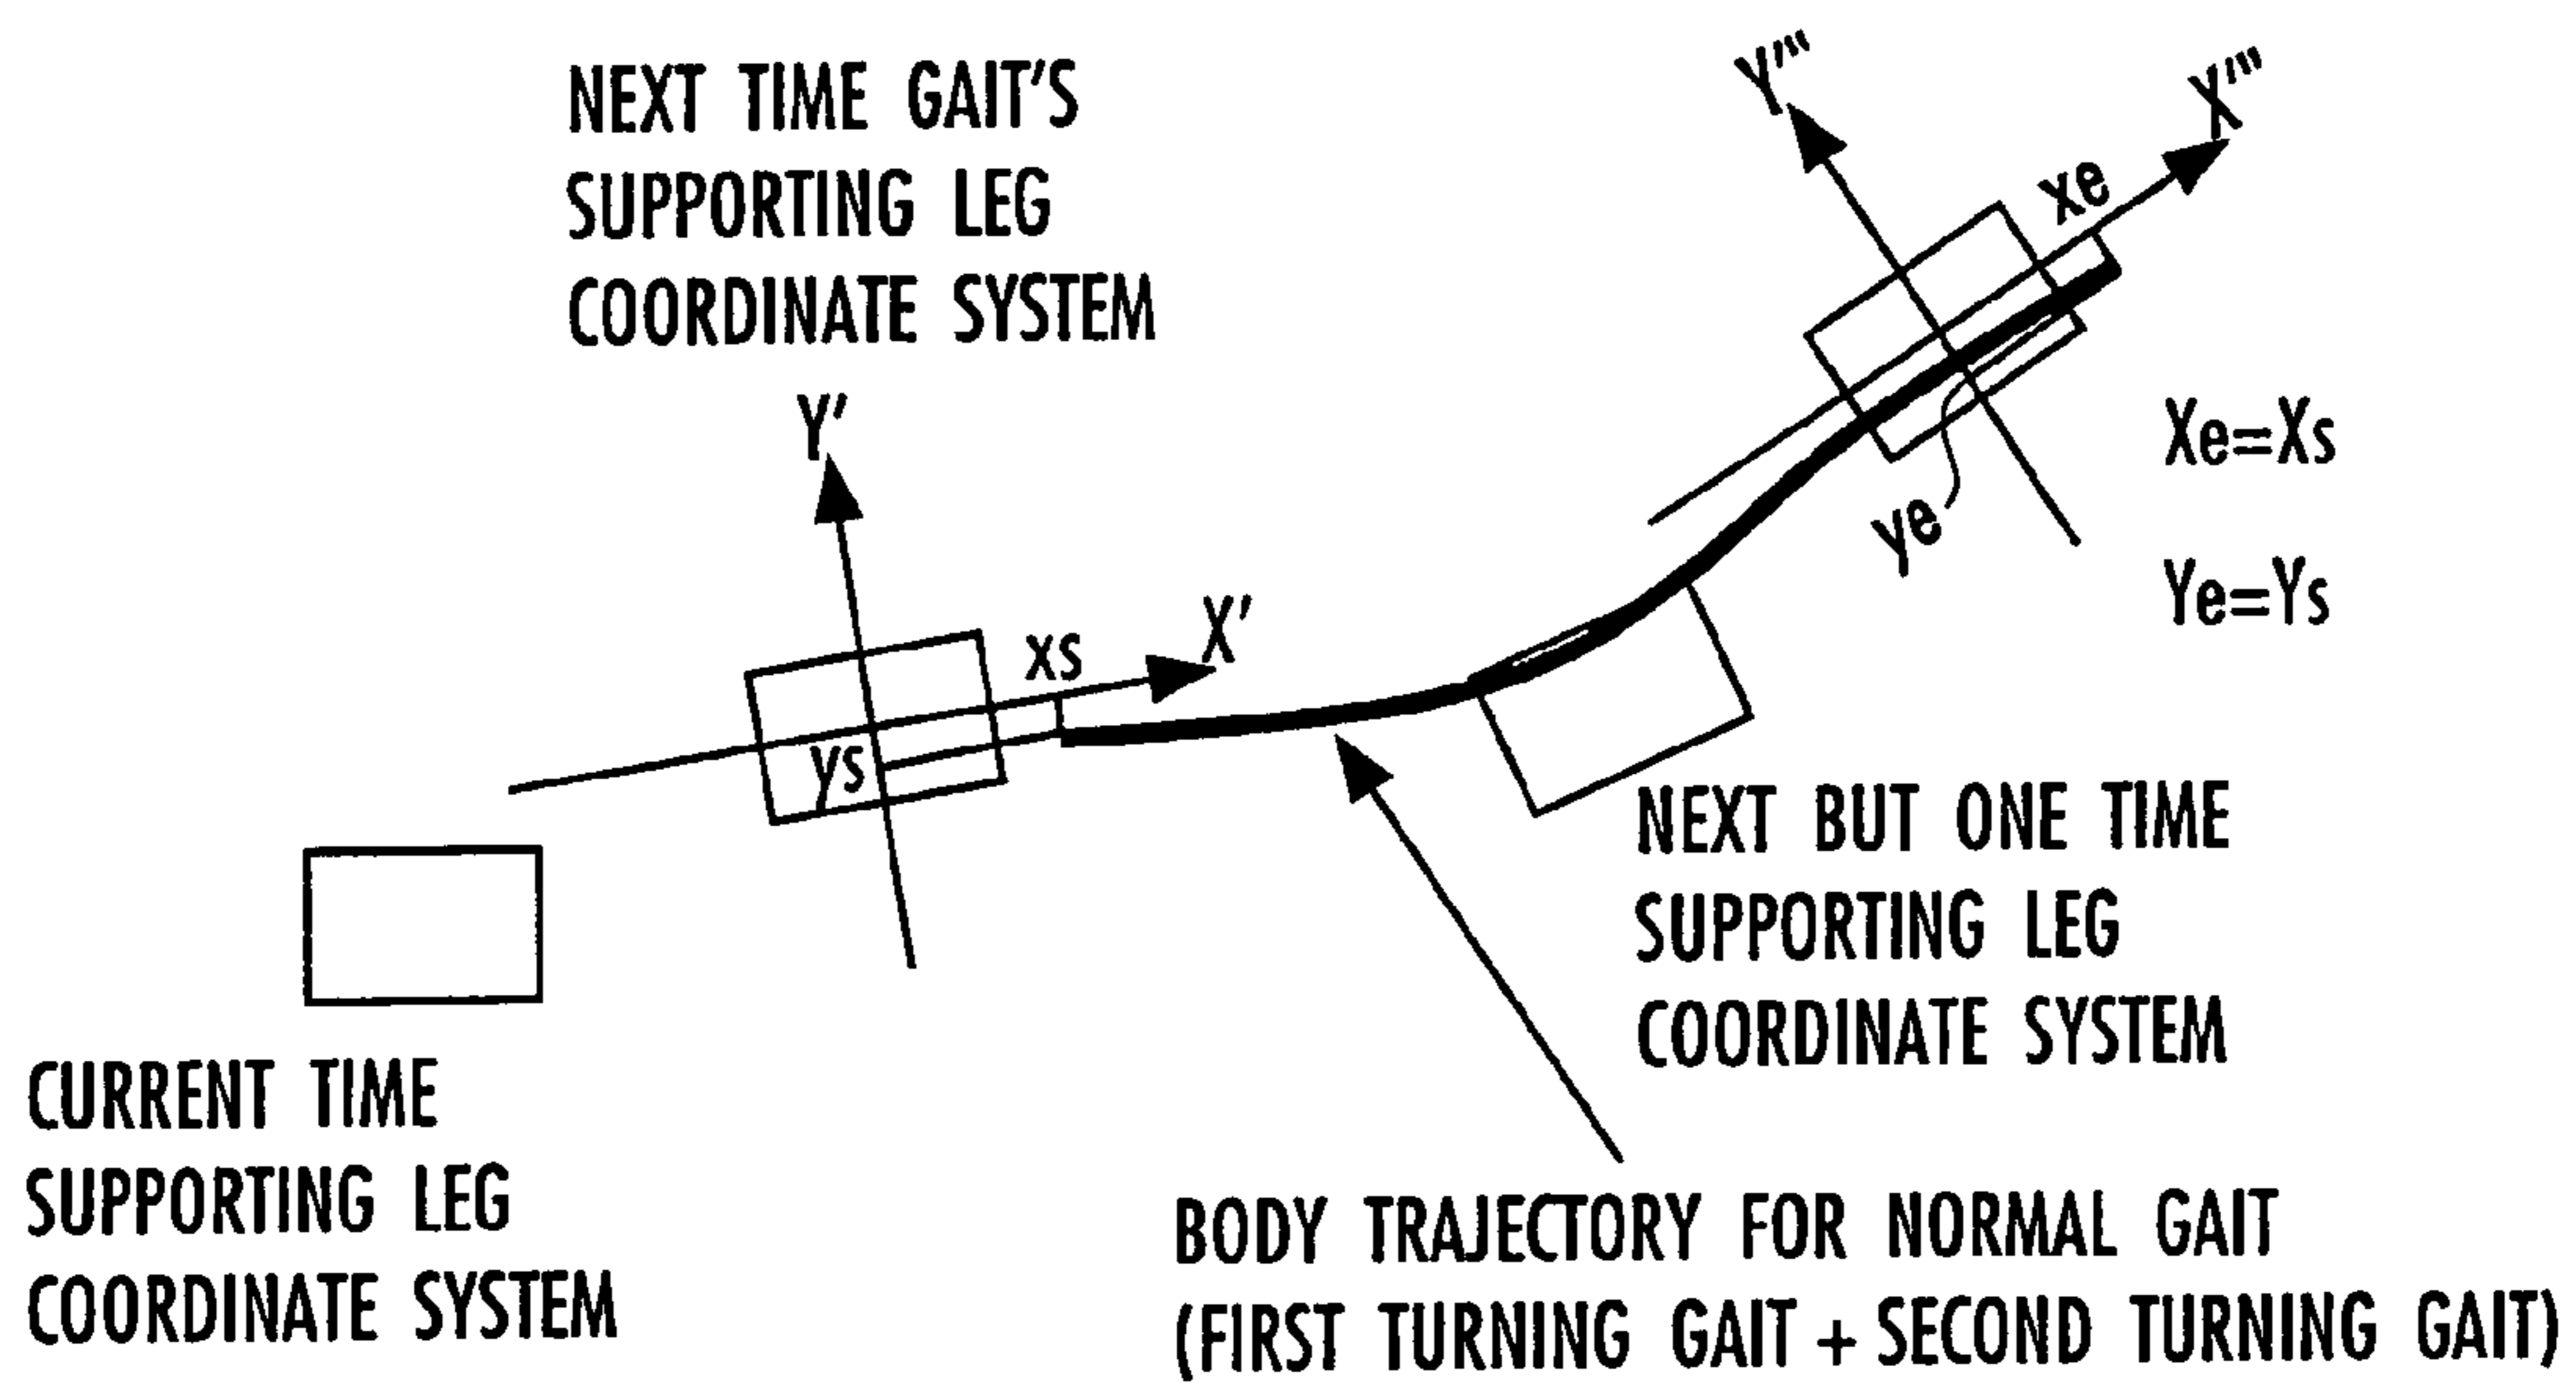 NEXT TIME GAIT'S
SUPPORTING LEG
COORDINATE SYSTEM
Y'
X'
xs
ys
Y'''
X'''
xe
ye
Xe=Xs
Ye=Ys
NEXT BUT ONE TIME
SUPPORTING LEG
COORDINATE SYSTEM
CURRENT TIME
SUPPORTING LEG
COORDINATE SYSTEM
BODY TRAJECTORY FOR NORMAL GAIT
(FIRST TURNING GAIT + SECOND TURNING GAIT)